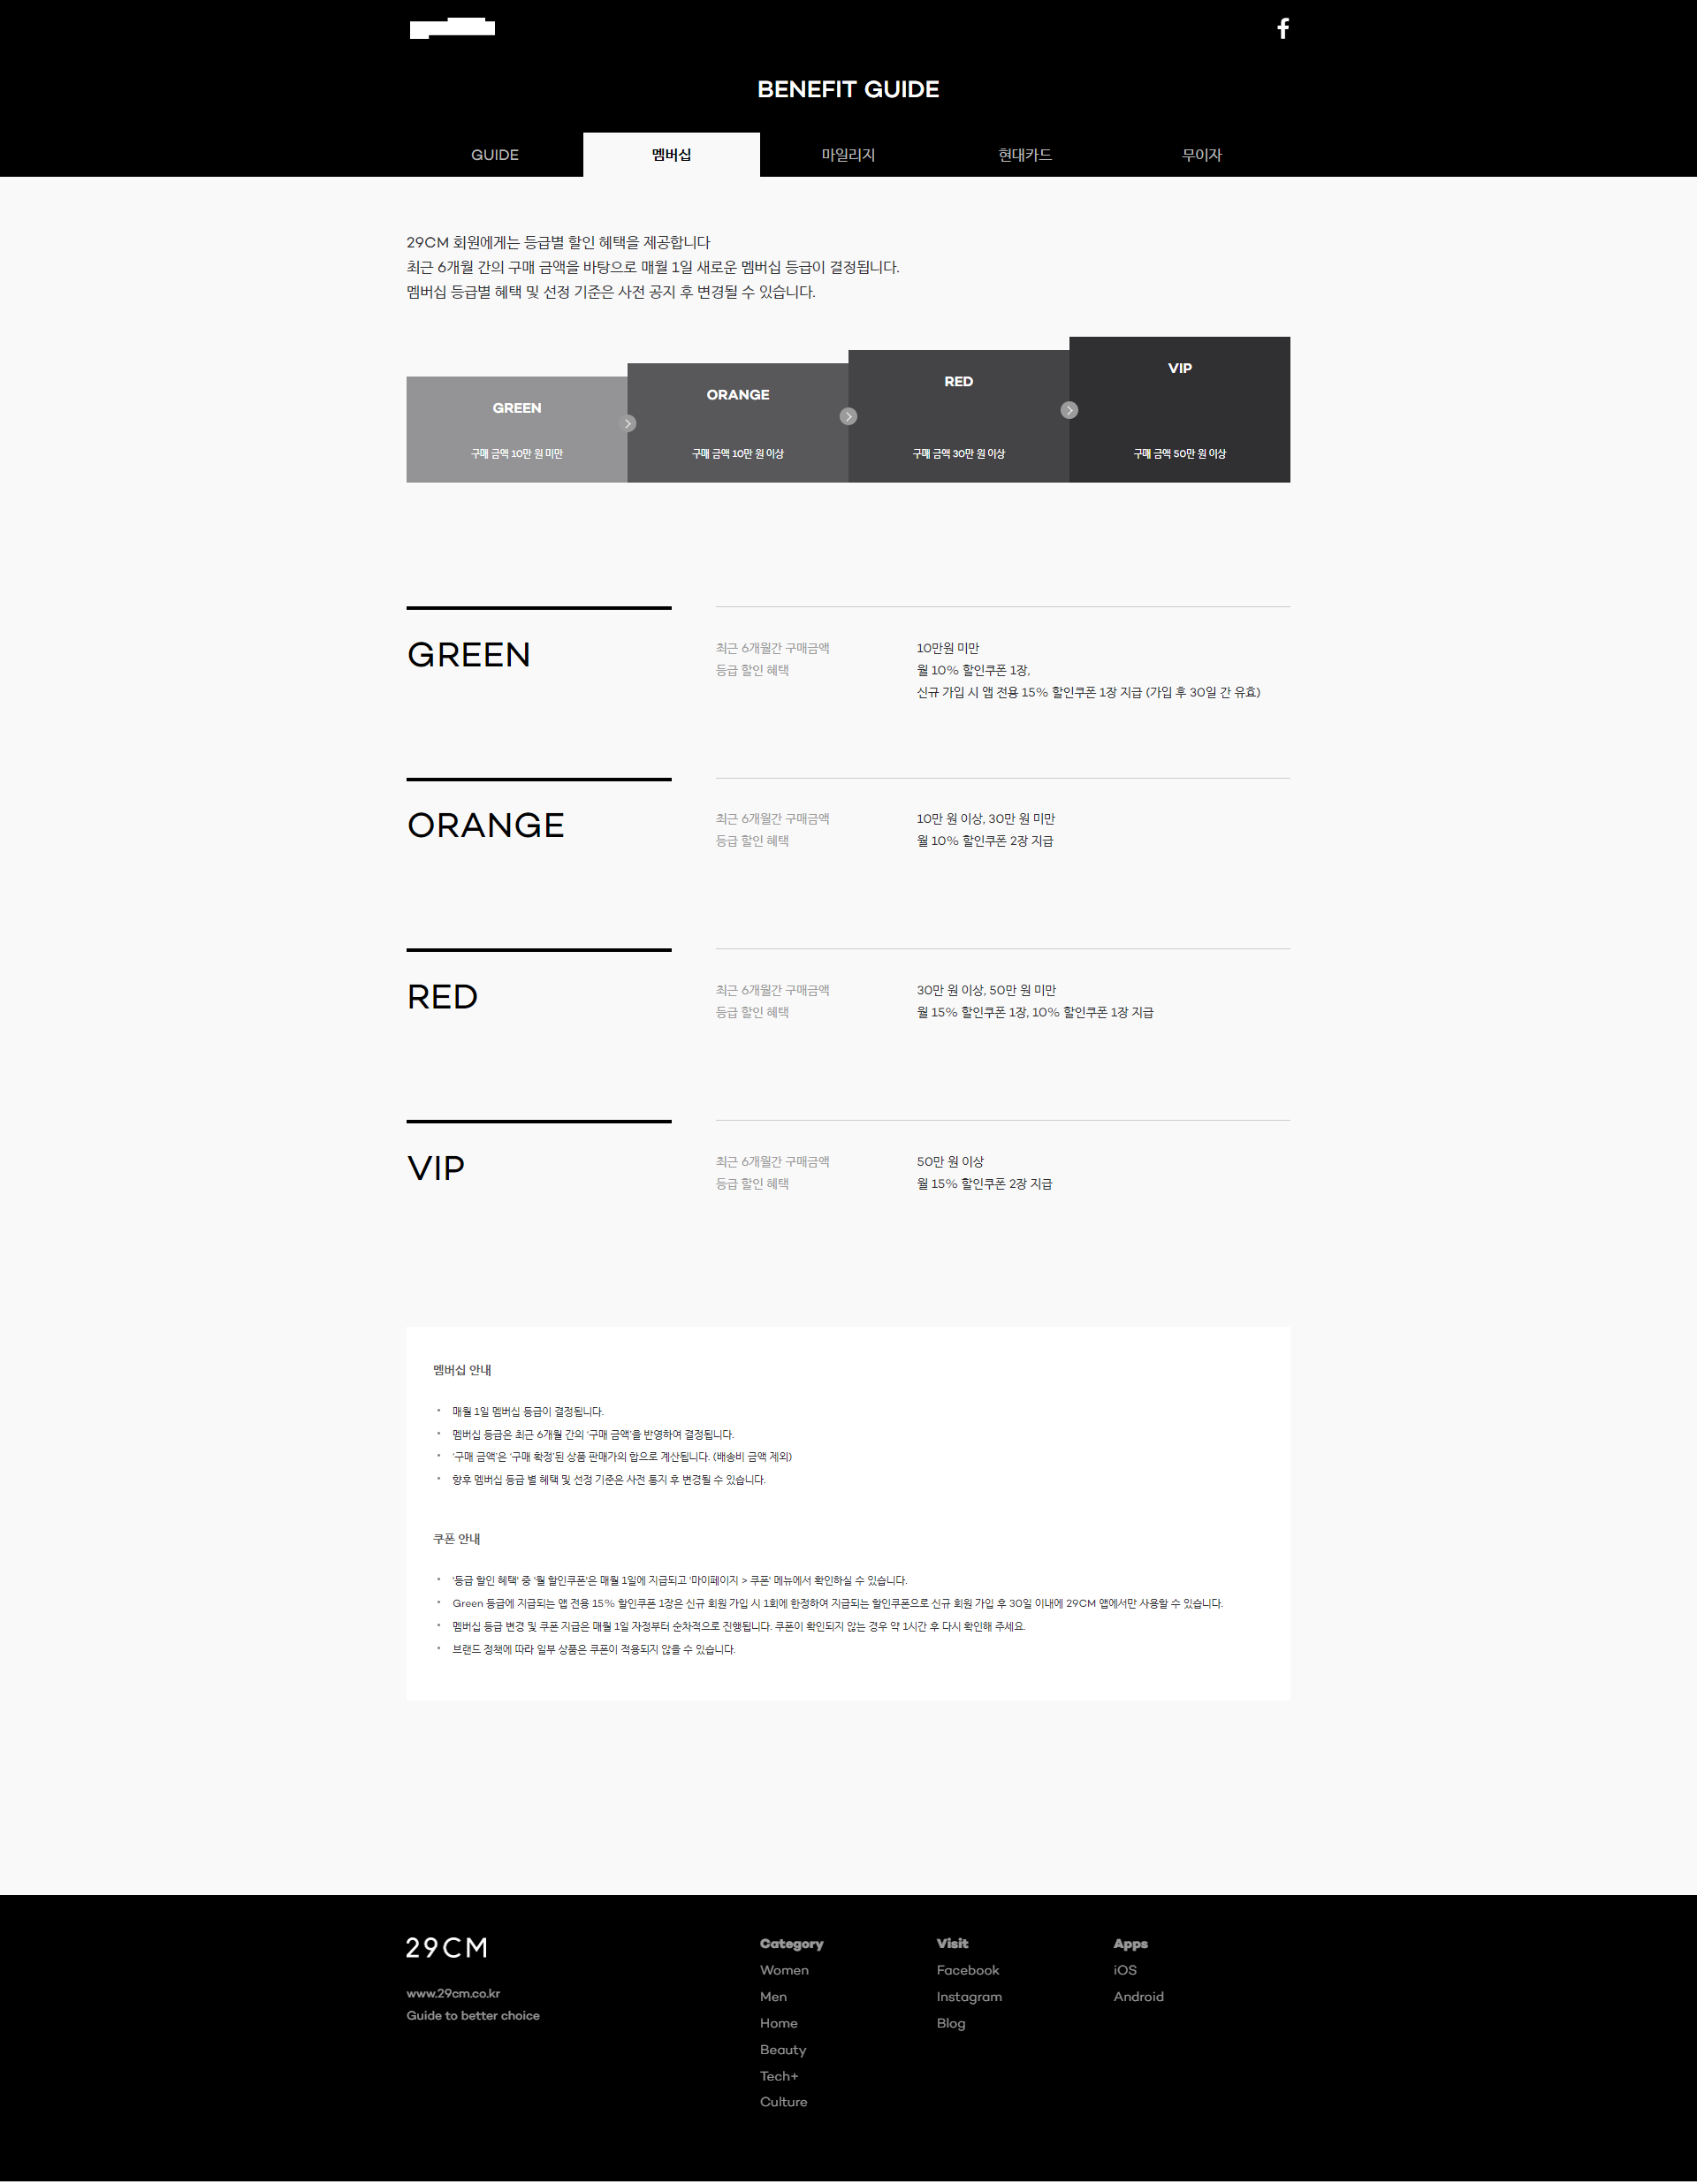 BENEFIT GUIDE
GUIDE 멤버십 마일리지 현대카드 무이자
29CM 회원에게는 등급별 할인 혜택을 제공합니다
최근 6개월 간의 구매 금액을 바탕으로 매월 1일 새로운 멤버십 등급이 결정됩니다.
멤버십 등급별 혜택 및 선정 기준은 사전 공지 후 변경될 수 있습니다.
GREEN
구매 금액 10만 원 미만
ORANGE
구매 금액 10만 원 이상
RED
구매 금액 30만 원 이상
VIP
구매 금액 50만 원 이상
GREEN
최근 6개월간 구매금액 10만원 미만
등급 할인 혜택 월 10% 할인쿠폰 1장,
신규 가입 시 앱 전용 15% 할인쿠폰 1장 지급 (가입 후 30일 간 유효)
ORANGE
최근 6개월간 구매금액 10만 원 이상, 30만 원 미만
등급 할인 혜택 월 10% 할인쿠폰 2장 지급
RED
최근 6개월간 구매금액 30만 원 이상, 50만 원 미만
등급 할인 혜택 월 15% 할인쿠폰 1장, 10% 할인쿠폰 1장 지급
VIP
최근 6개월간 구매금액 50만 원 이상
등급 할인 혜택 월 15% 할인쿠폰 2장 지급
멤버십 안내
• 매월 1일 멤버십 등급이 결정됩니다.
• 멤버십 등급은 최근 6개월 간의 '구매 금액'을 반영하여 결정됩니다.
• '구매 금액'은 '구매 확정'된 상품 판매가의 합으로 계산됩니다. (배송비 금액 제외)
• 향후 멤버십 등급 별 혜택 및 선정 기준은 사전 통지 후 변경될 수 있습니다.
쿠폰 안내
• '등급 할인 혜택' 중 '월 할인쿠폰'은 매월 1일에 지급되고 '마이페이지 > 쿠폰' 메뉴에서 확인하실 수 있습니다.
• Green 등급에 지급되는 앱 전용 15% 할인쿠폰 1장은 신규 회원 가입 시 1회에 한정하여 지급되는 할인쿠폰으로 신규 회원 가입 후 30일 이내에 29CM 앱에서만 사용할 수 있습니다.
• 멤버십 등급 변경 및 쿠폰 지급은 매월 1일 자정부터 순차적으로 진행됩니다. 쿠폰이 확인되지 않는 경우 약 1시간 후 다시 확인해 주세요.
• 브랜드 정책에 따라 일부 상품은 쿠폰이 적용되지 않을 수 있습니다.
29CM
www.29cm.co.kr
Guide to better choice
Category
Women
Men
Home
Beauty
Tech+
Culture
Visit
Facebook
Instagram
Blog
Apps
iOS
Android